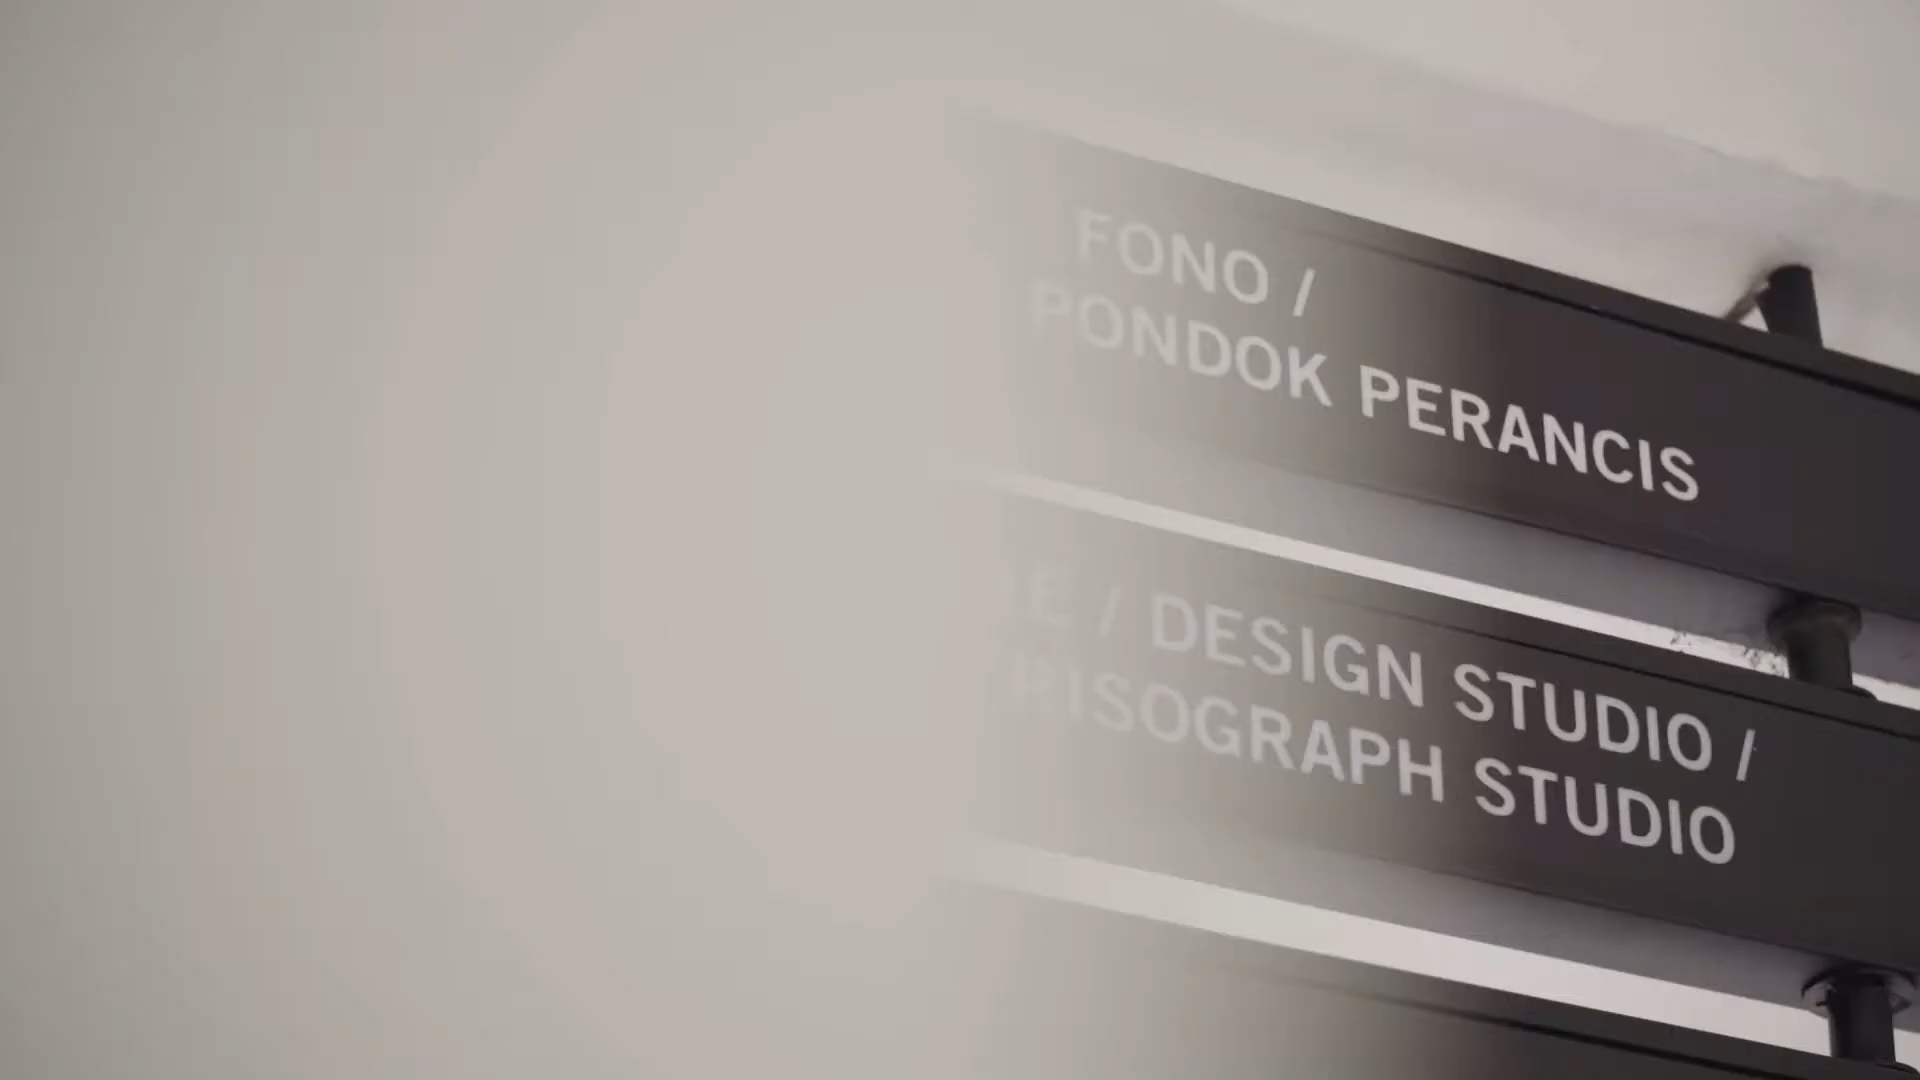 FONO /
PONDOK PERANCIS
/ DESIGN STUDIO /
RISOGRAPH STUDIO